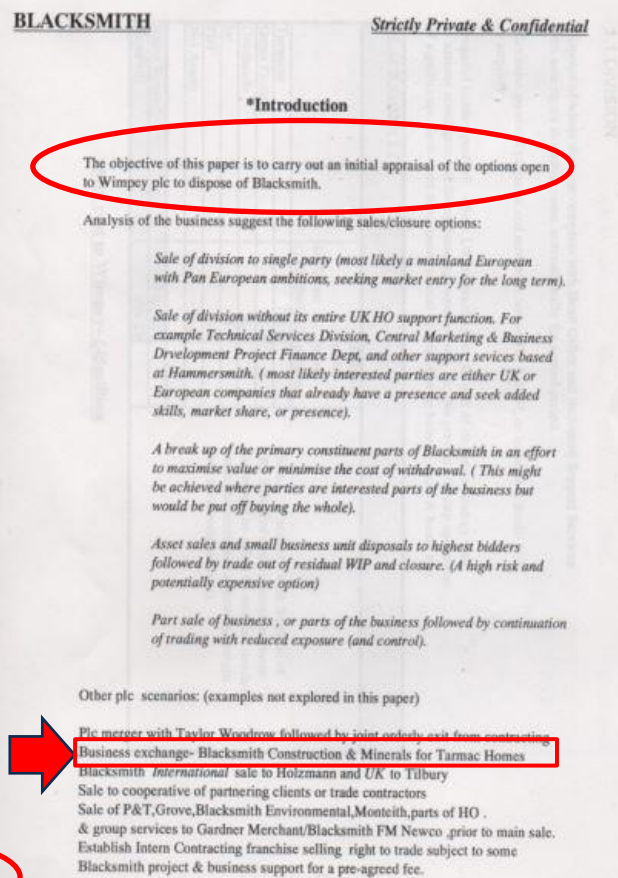 BLACKSMITH
Strictly Private & Confidential
*Introduction
The objective of this paper is to carry out an initial appraisal of the options open
to Wimpey plc to dispose of Blacksmith.
Analysis of the business suggest the following sales/closure options:
Sale of division to single party (most likely a mainland European
with Pan European ambitions, seeking market entry for the long term).
Sale of division without its entire UK HO support function. For
example Technical Services Division, Central Marketing & Business
Drvelopment Project Finance Dept, and other support sevices based
at Hammersmith. ( most likely interested parties are either UK or
European companies that already have a presence and seek added
skills, market share, or presence).
A break up of the primary constituent parts of Blacksmith in an effort
to maximise value or minimise the cost of withdrawal. ( This might
be achieved where parties are interested parts of the business but
would be put off buying the whole).
Asset sales and small business unit disposals to highest bidders
followed by trade out of residual WIP and closure. (A high risk and
potentially expensive option)
Part sale of business , or parts of the business followed by continuation
of trading with reduced exposure (and control).
Other plc scenarios: (examples not explored in this paper)
Plc merger with Taylor Woodrow followed by joint orderly exit from contracting
Business exchange- Blacksmith Construction & Minerals for Tarmac Homes
Blacksmith International sale to Holzmann and UK to Tilbury
Sale to cooperative of partnering clients or trade contractors
Sale of P&T,Grove,Blacksmith Environmental,Monteith,parts of HO .
& group services to Gardner Merchant/Blacksmith FM Newco ,prior to main sale.
Establish Intern Contracting franchise selling right to trade subject to some
Blacksmith project & business support for a pre-agreed fee.